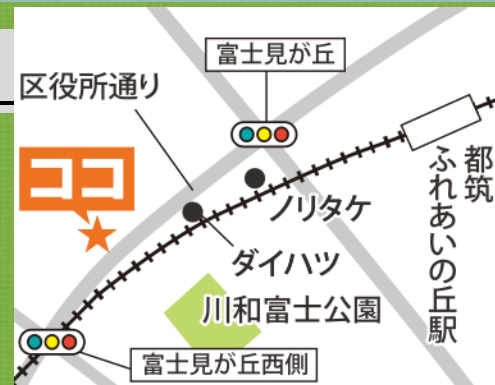 富士見が丘
区役所通り
ココ
ノリタケ
ダイハツ
都筑
ふれあいの丘駅
川和富士公園
富士見が丘西側